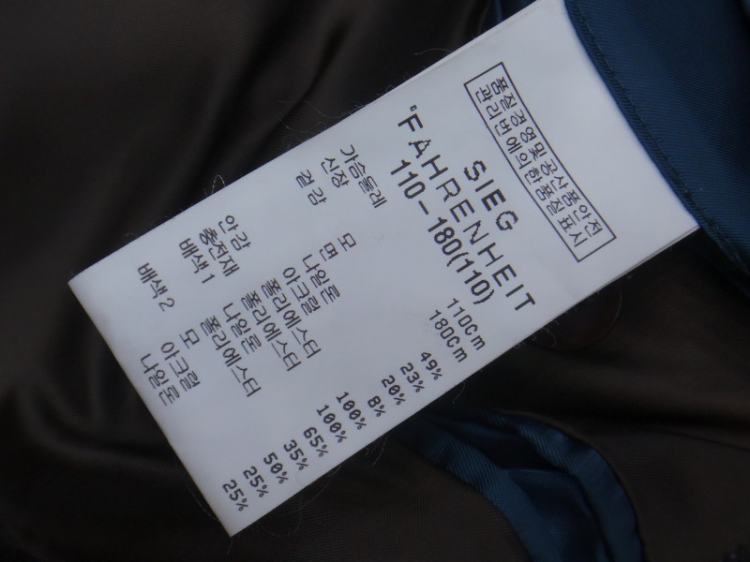 품질경영및공산품안전
관리법에의한품질표시
SIEG
"FAHRENHEIT
110-180(110)
가슴둘레 110cm
신장 180cm
겉감 모 49%
면 23%
나일론 20%
아크릴 8%
안감 폴리에스터 100%
충전재 폴리에스터 100%
배색1 나일론 65%
폴리에스터 35%
배색2 모 50%
아크릴 25%
나일론 25%